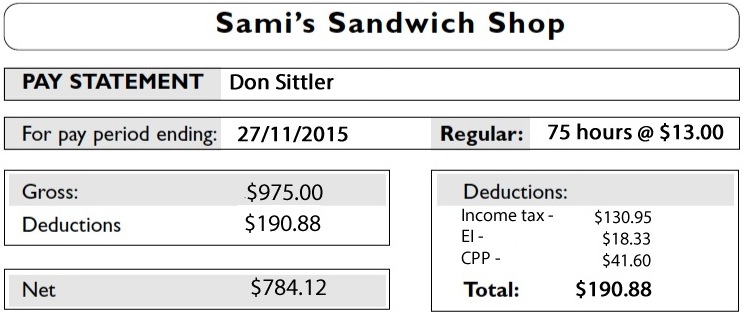 Sami's Sandwich Shop
PAY STATEMENT Don Sittler
For pay period ending: 27/11/2015 Regular: 75 hours @ $13.00
Gross: $975.00
Deductions $190.88
Net $784.12
Deductions:
Income tax - $130.95
EI - $18.33
CPP - $41.60
Total: $190.88